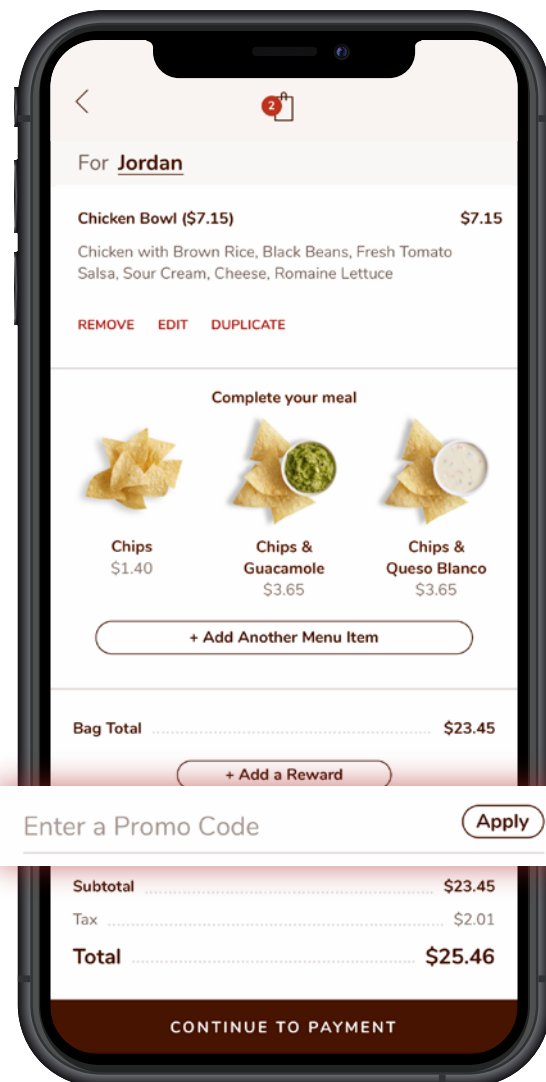 2
For Jordan
Chicken Bowl ($7.15) $7.15
Chicken with Brown Rice, Black Beans, Fresh Tomato
Salsa, Sour Cream, Cheese, Romaine Lettuce
REMOVE EDIT DUPLICATE
Complete your meal
Chips
$1.40
Chips &
Guacamole
$3.65
Chips &
Queso Blanco
$3.65
+ Add Another Menu Item
Bag Total $23.45
+ Add a Reward
Enter a Promo Code Apply
Subtotal $23.45
Tax $2.01
Total $25.46
CONTINUE TO PAYMENT